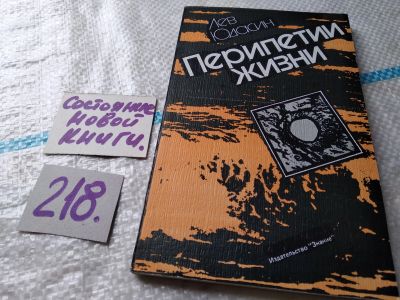 Лев
Юдасин
Перипетии
жизни
Издательство "Знание"
Состояние
новой
книги.
218.